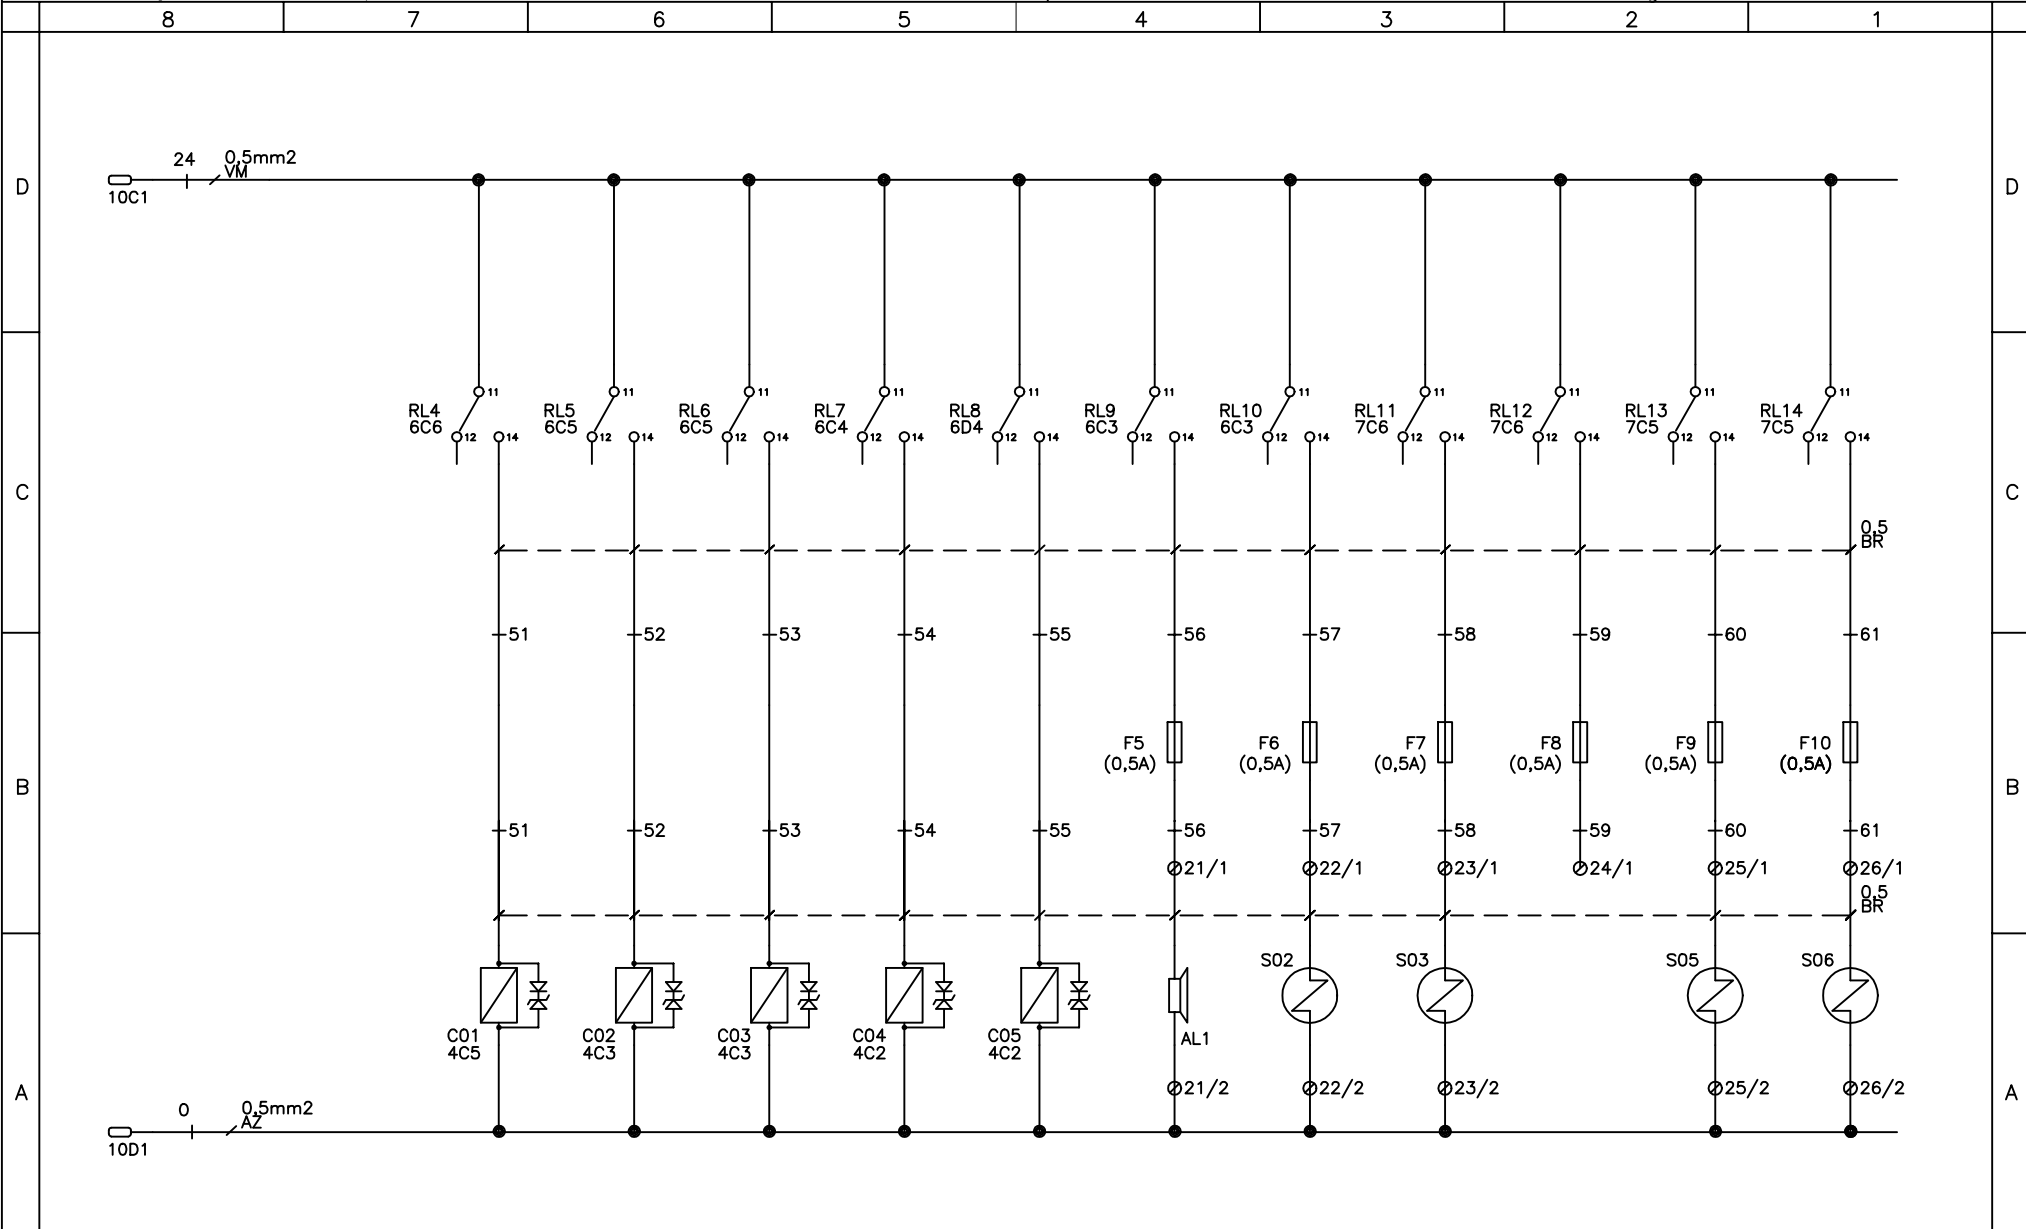 8 7 6 5 4 3 2 1
24 0,5mm2
VM
D D
10C1
11 11 11 11 11 11 11 11 11 11 11
RL4 RL5 RL6 RL7 RL8 RL9 RL10 RL11 RL12 RL13 RL14
6C6 6C5 6C5 6C4 6D4 6C3 6C3 7C6 7C6 7C5 7C5
12 14 12 14 12 14 12 14 12 14 12 14 12 14 12 14 12 14 12 14 12 14
C C
0,5
BR
51 52 53 54 55 56 57 58 59 60 61
F5 F6 F7 F8 F9 F10
(0,5A) (0,5A) (0,5A) (0,5A) (0,5A) (0,5A)
B B
51 52 53 54 55 56 57 58 59 60 61
21/1 22/1 23/1 24/1 25/1 26/1
0,5
BR
S02 S03 S05 S06
C01 C02 C03 C04 C05 AL1
4C5 4C3 4C3 4C2 4C2
21/2 22/2 23/2 25/2 26/2
A A
0 0,5mm2
AZ
10D1